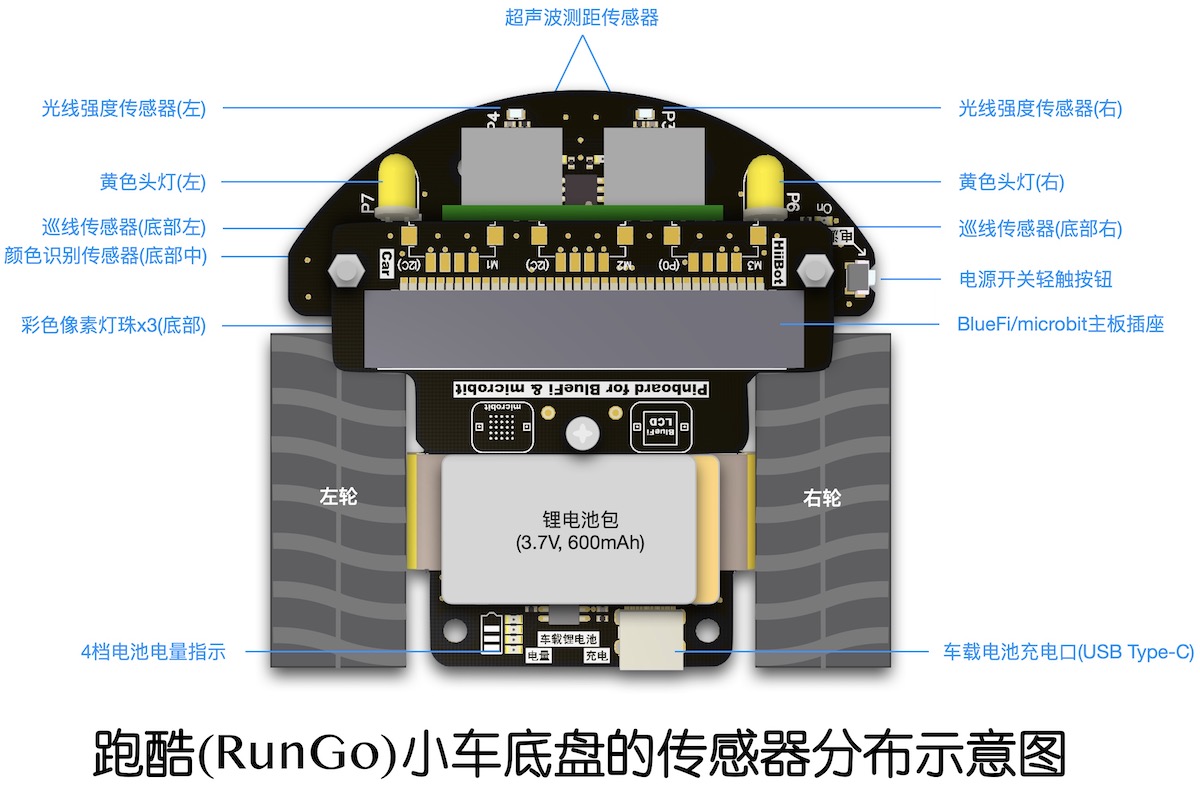 超声波测距传感器
光线强度传感器(左)
光线强度传感器(右)
P4
黄色头灯(左)
黄色头灯(右)
P7
P6
On
巡线传感器(底部左)
巡线传感器(底部右)
颜色识别传感器(底部中)
Car
(I2C)
M1
(I2C)
M2
(P0)
M3
HiiBot
电源开关轻触按钮
彩色像素灯珠x3(底部)
BlueFi/microbit主板插座
Pinboard for BlueFi & microbit
microbit
BlueFi
LCD
左轮
右轮
锂电池包
(3.7V, 600mAh)
车载锂电池
电量
充电
4档电池电量指示
车载电池充电口(USB Type-C)
跑酷(RunGo)小车底盘的传感器分布示意图